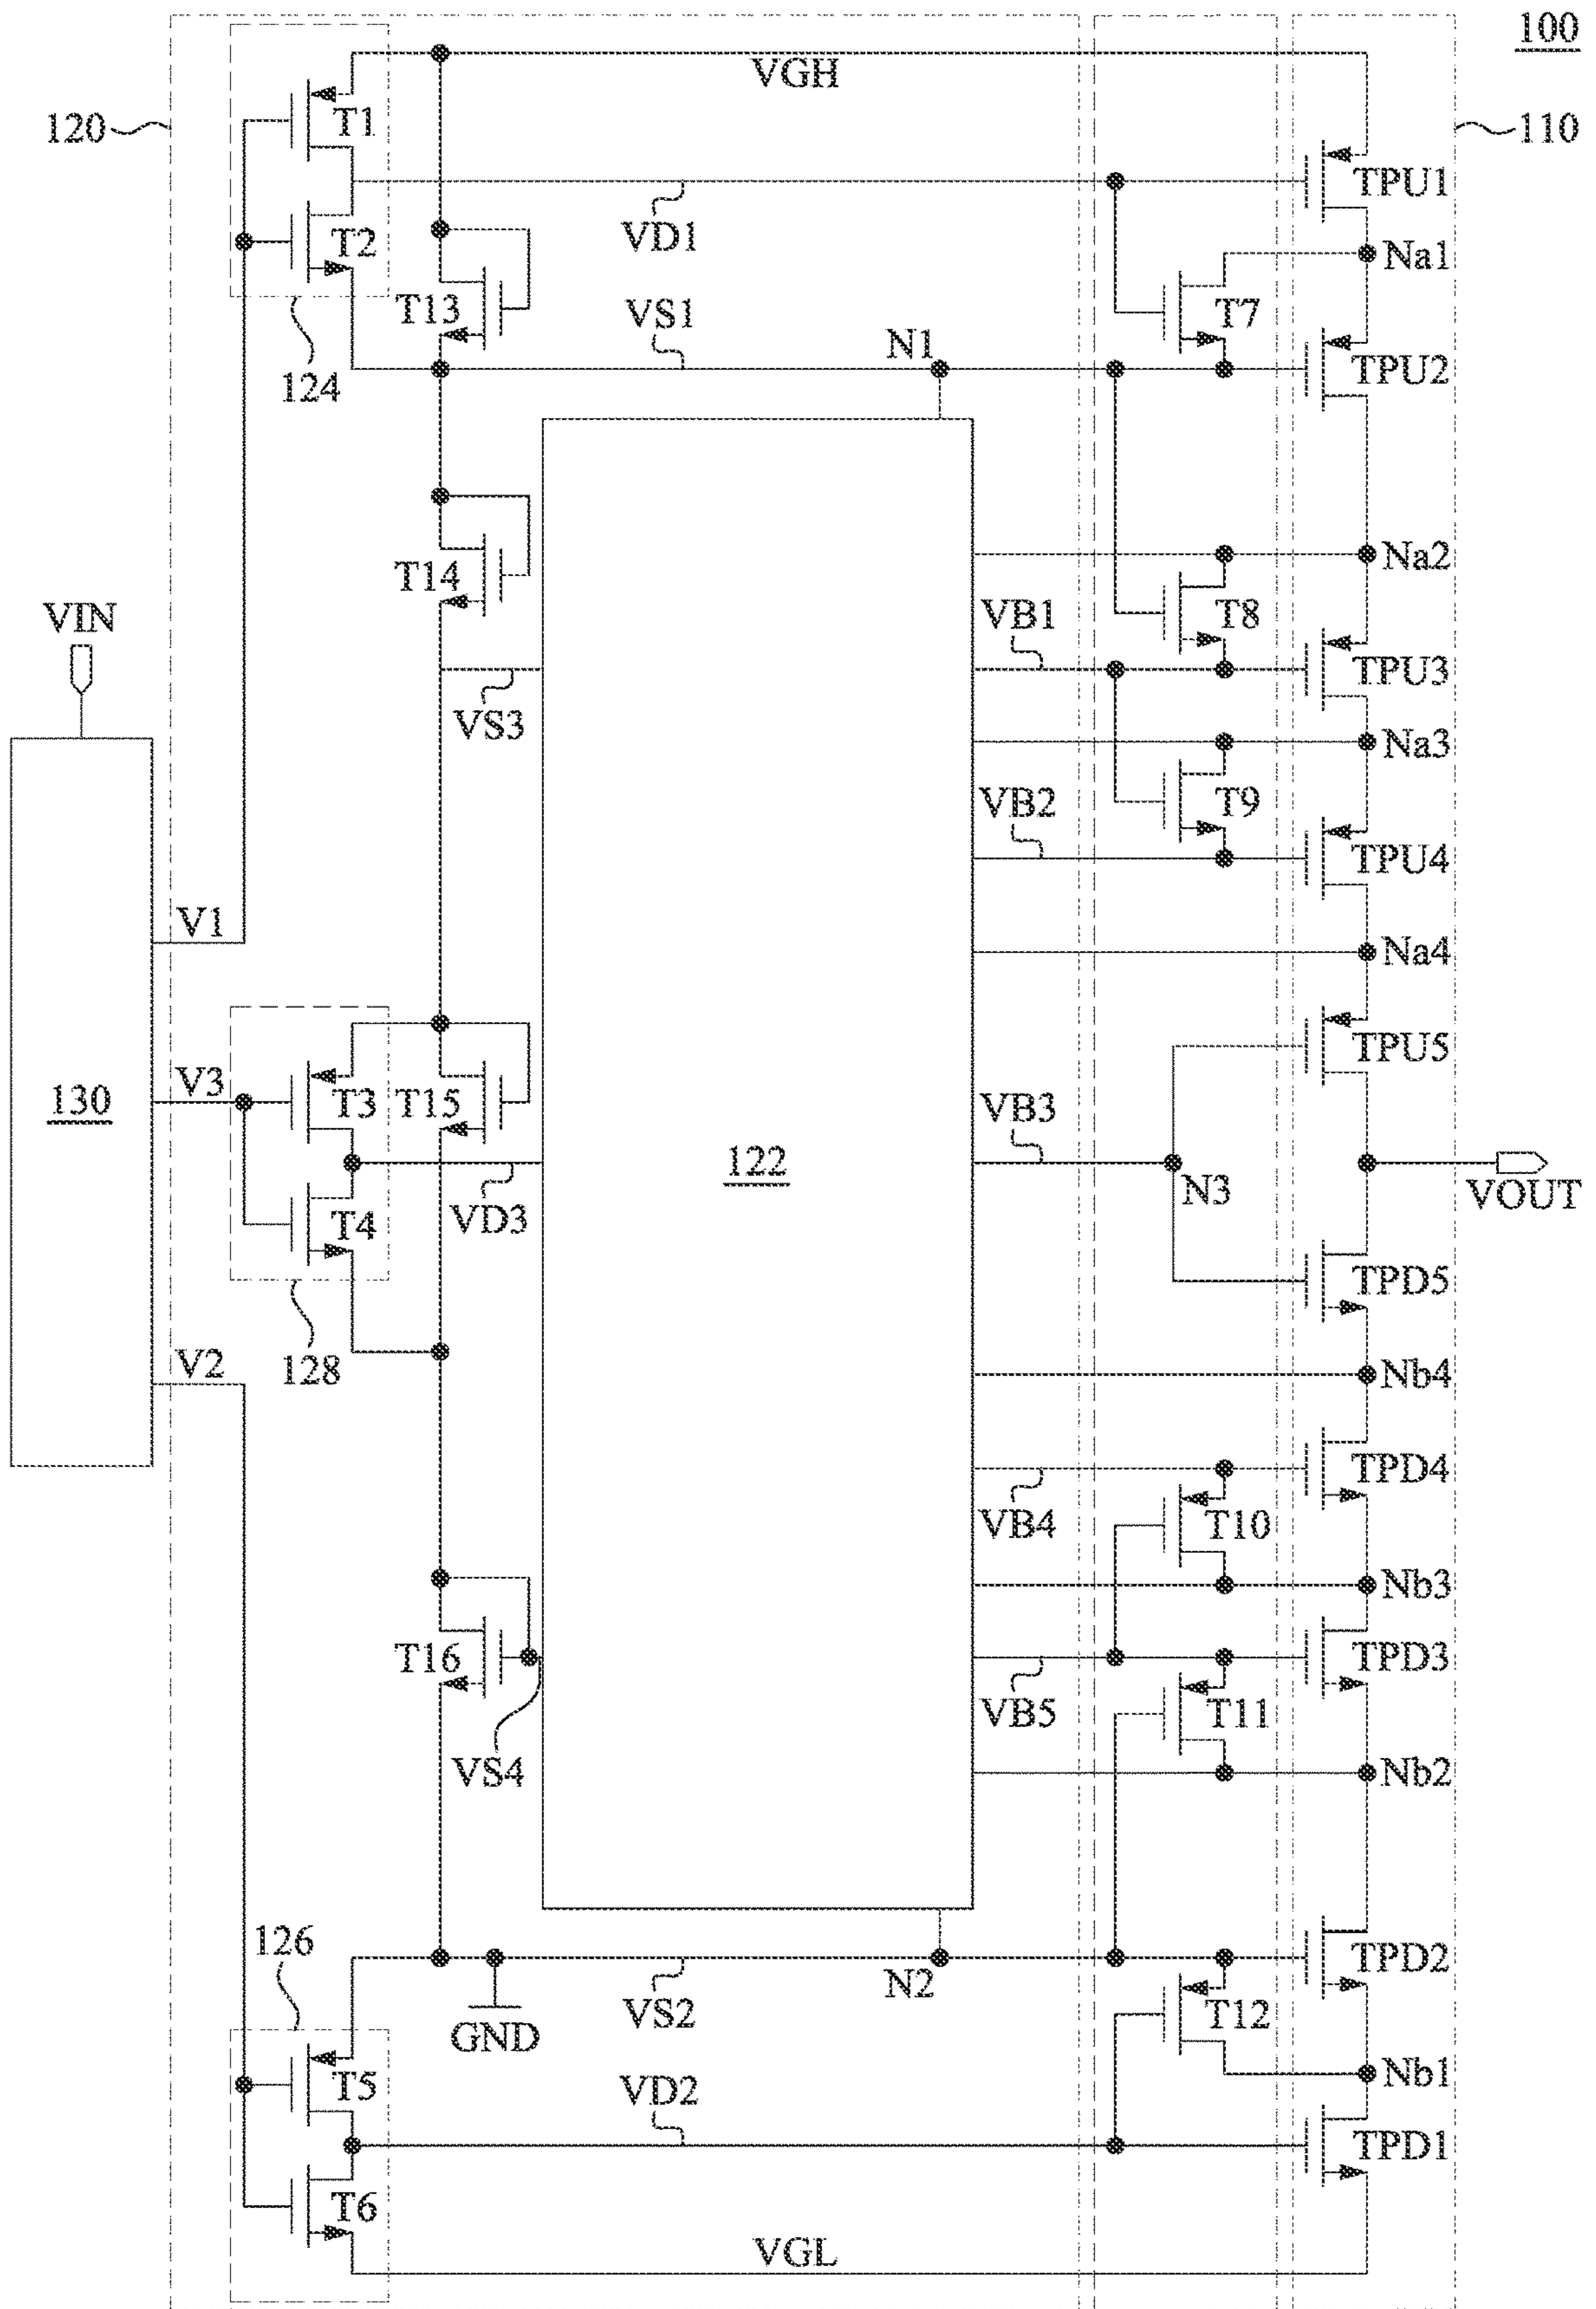 100
VGH
120
T1
110
TPU1
T2
VD1
Na1
T13
VS1
N1
T7
TPU2
124
Na2
T14
VIN
VB1
T8
VS3
TPU3
Na3
VB2
T9
TPU4
V1
Na4
TPU5
V3
T3
T15
130
VB3
122
VD3
N3
VOUT
T4
TPD5
128
V2
Nb4
TPD4
VB4
T10
Nb3
T16
TPD3
VB5
T11
VS4
Nb2
126
TPD2
N2
VS2
T12
GND
T5
VD2
Nb1
TPD1
T6
VGL